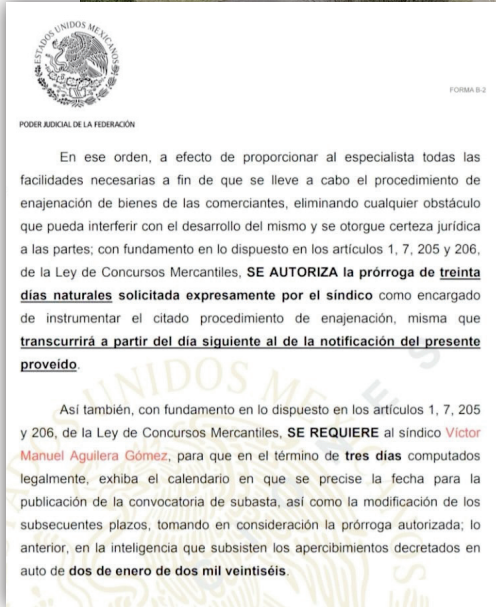 ESTADOS UNIDOS MEXICANOS
FORMA B-2
PODER JUDICIAL DE LA FEDERACIÓN
En ese orden, a efecto de proporcionar al especialista todas las
facilidades necesarias a fin de que se lleve a cabo el procedimiento de
enajenación de bienes de las comerciantes, eliminando cualquier obstáculo
que pueda interferir con el desarrollo del mismo y se otorgue certeza jurídica
a las partes; con fundamento en lo dispuesto en los artículos 1, 7, 205 y 206,
de la Ley de Concursos Mercantiles, SE AUTORIZA la prórroga de treinta
días naturales solicitada expresamente por el síndico como encargado
de instrumentar el citado procedimiento de enajenación, misma que
transcurrirá a partir del día siguiente al de la notificación del presente
proveído.
Así también, con fundamento en lo dispuesto en los artículos 1, 7, 205
y 206, de la Ley de Concursos Mercantiles, SE REQUIERE al síndico Víctor
Manuel Aguilera Gómez, para que en el término de tres días computados
legalmente, exhiba el calendario en que se precise la fecha para la
publicación de la convocatoria de subasta, así como la modificación de los
subsecuentes plazos, tomando en consideración la prórroga autorizada; lo
anterior, en la inteligencia que subsisten los apercibimientos decretados en
auto de dos de enero de dos mil veintiséis.